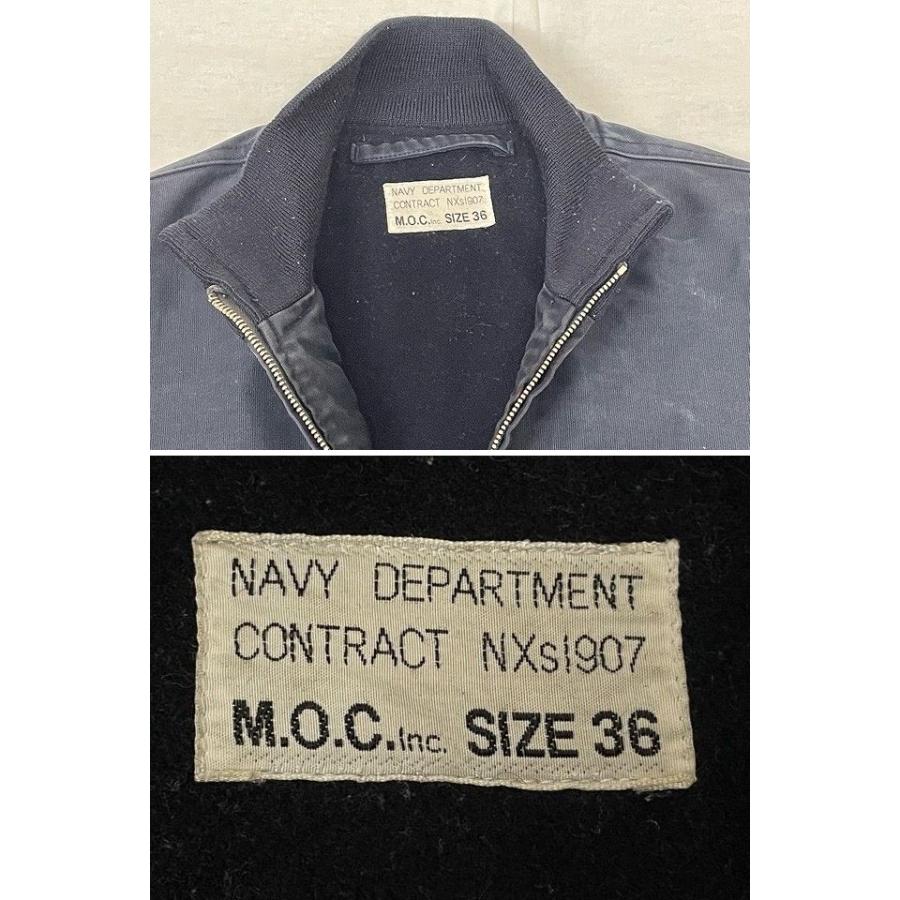 NAVY DEPARTMENT
CONTRACT NXs1907
M.O.C.Inc. SIZE 36
NAVY DEPARTMENT
CONTRACT NXs1907
M.O.C.Inc. SIZE 36